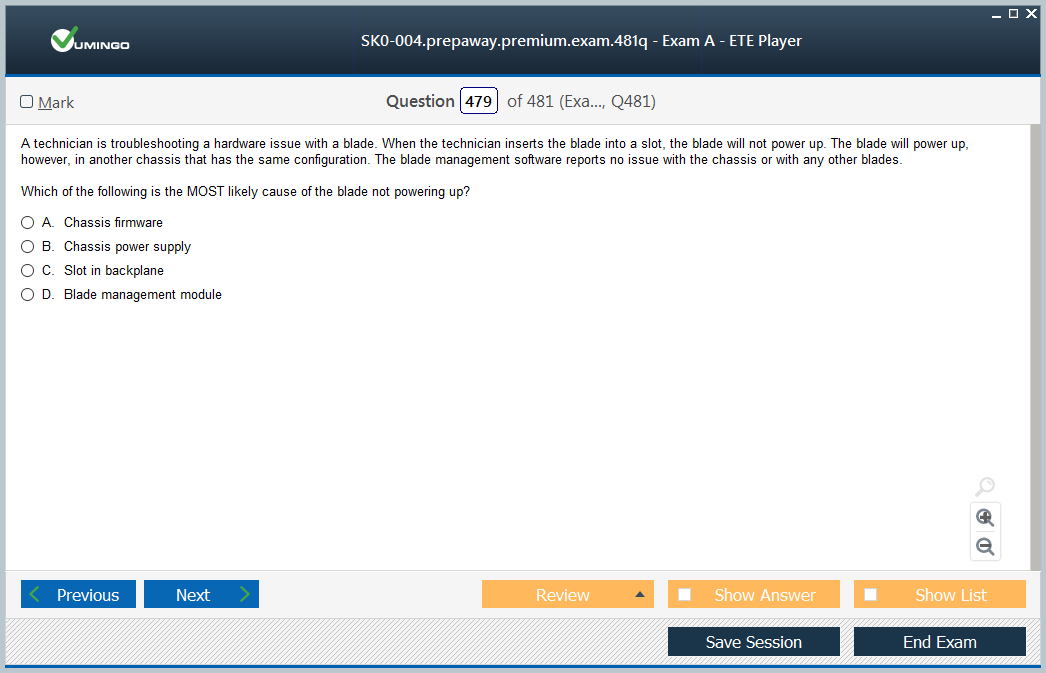 VUMINGO
SK0-004.prepaway.premium.exam.481q - Exam A - ETE Player
Mark
Question 479 of 481 (Exa..., Q481)
A technician is troubleshooting a hardware issue with a blade. When the technician inserts the blade into a slot, the blade will not power up. The blade will power up,
however, in another chassis that has the same configuration. The blade management software reports no issue with the chassis or with any other blades.
Which of the following is the MOST likely cause of the blade not powering up?
A. Chassis firmware
B. Chassis power supply
C. Slot in backplane
D. Blade management module
Previous Next Review Show Answer Show List
Save Session End Exam